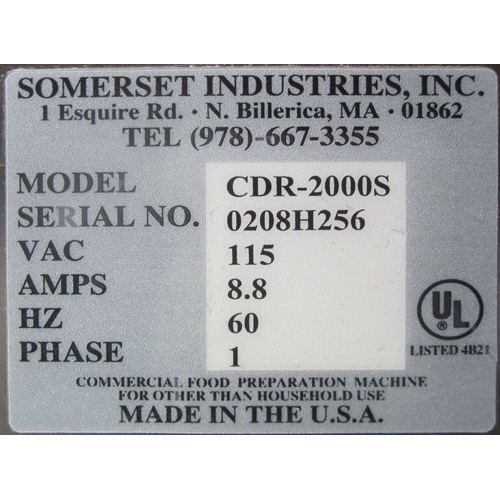 SOMERSET INDUSTRIES, INC.
1 Esquire Rd. · N. Billerica, MA · 01862
TEL (978)-667-3355
MODEL CDR-2000S
SERIAL NO. 0208H256
VAC 115
AMPS 8.8
HZ 60
PHASE 1
UL
®
LISTED 4B21
COMMERCIAL FOOD PREPARATION MACHINE
FOR OTHER THAN HOUSEHOLD USE
MADE IN THE U.S.A.